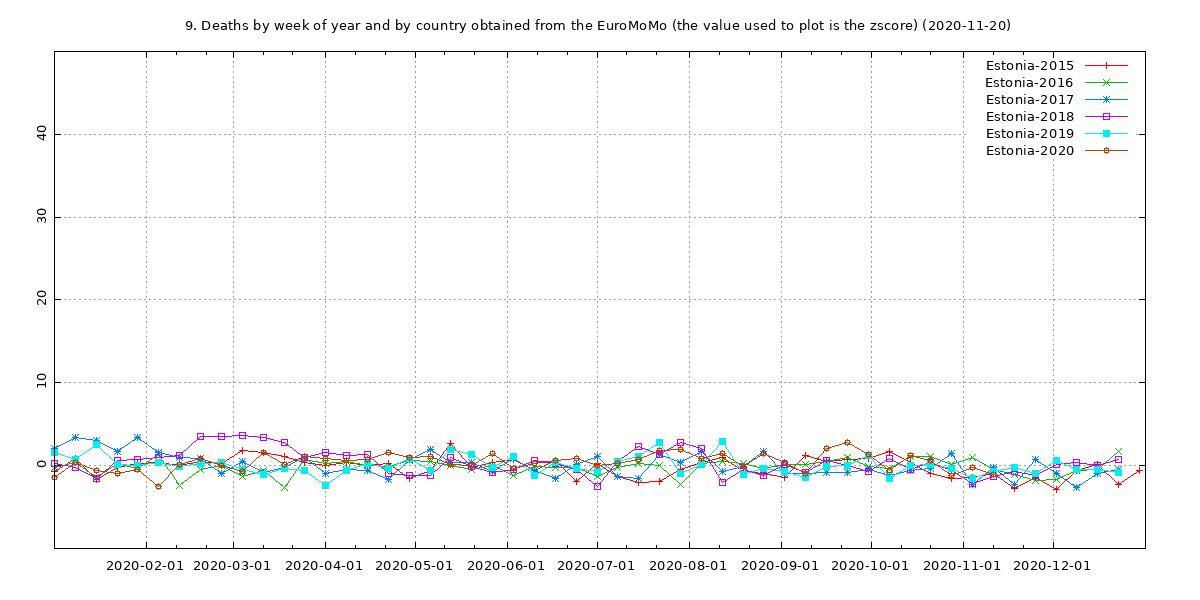 9. Deaths by week of year and by country obtained from the EuroMoMo (the value used to plot is the zscore) (2020-11-20)
Estonia-2015
Estonia-2016
Estonia-2017
Estonia-2018
Estonia-2019
Estonia-2020
40
30
20
10
0
2020-02-01 2020-03-01 2020-04-01 2020-05-01 2020-06-01 2020-07-01 2020-08-01 2020-09-01 2020-10-01 2020-11-01 2020-12-01